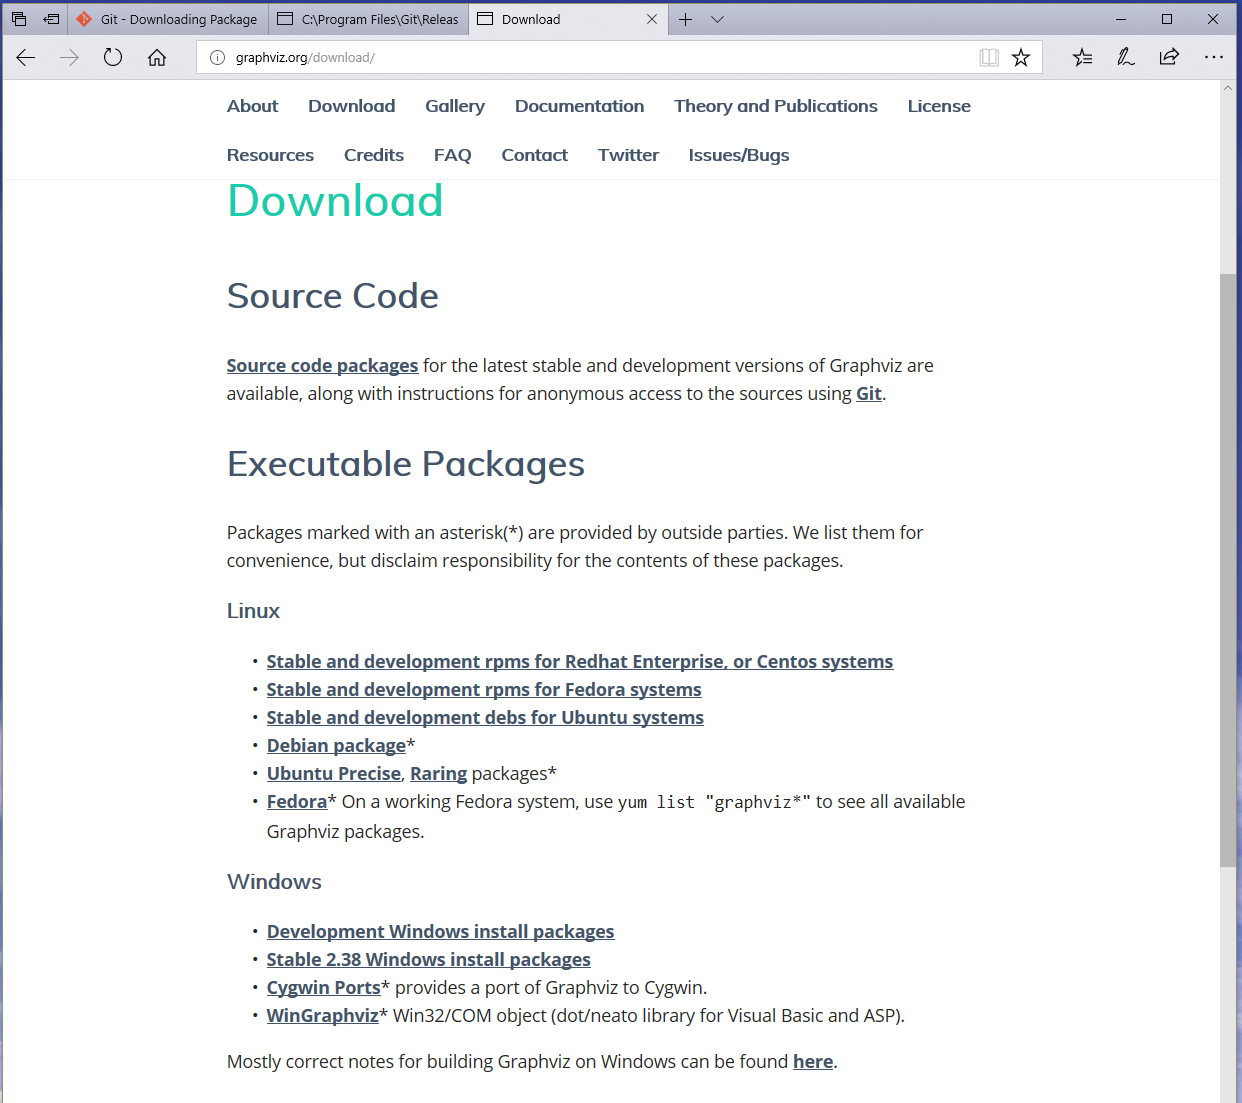 Git - Downloading Package
C:\Program Files\Git\Releas
Download
graphviz.org/download/
About Download Gallery Documentation Theory and Publications License
Resources Credits FAQ Contact Twitter Issues/Bugs
Download
Source Code
Source code packages for the latest stable and development versions of Graphviz are
available, along with instructions for anonymous access to the sources using Git.
Executable Packages
Packages marked with an asterisk(*) are provided by outside parties. We list them for
convenience, but disclaim responsibility for the contents of these packages.
Linux
• Stable and development rpms for Redhat Enterprise, or Centos systems
• Stable and development rpms for Fedora systems
• Stable and development debs for Ubuntu systems
• Debian package*
• Ubuntu Precise, Raring packages*
• Fedora* On a working Fedora system, use yum list "graphviz*" to see all available
Graphviz packages.
Windows
• Development Windows install packages
• Stable 2.38 Windows install packages
• Cygwin Ports* provides a port of Graphviz to Cygwin.
• WinGraphviz* Win32/COM object (dot/neato library for Visual Basic and ASP).
Mostly correct notes for building Graphviz on Windows can be found here.